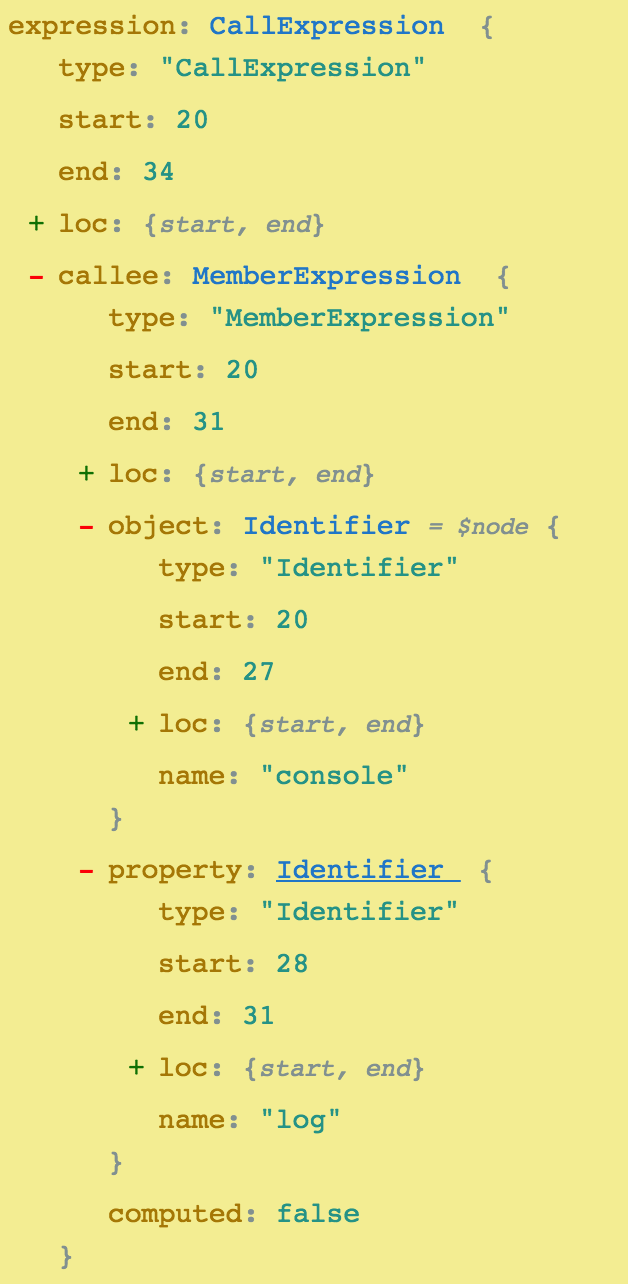 expression: CallExpression {
type: "CallExpression"
start: 20
end: 34
+ loc: {start, end}
- callee: MemberExpression {
type: "MemberExpression"
start: 20
end: 31
+ loc: {start, end}
- object: Identifier = $node {
type: "Identifier"
start: 20
end: 27
+ loc: {start, end}
name: "console"
}
- property: Identifier {
type: "Identifier"
start: 28
end: 31
+ loc: {start, end}
name: "log"
}
computed: false
}